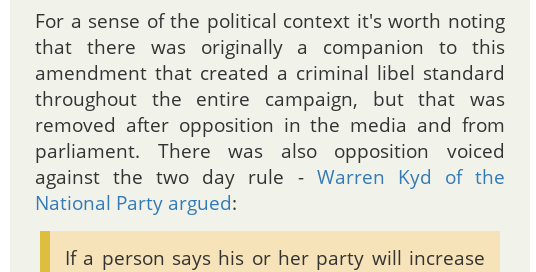 For a sense of the political context it's worth noting
that there was originally a companion to this
amendment that created a criminal libel standard
throughout the entire campaign, but that was
removed after opposition in the media and from
parliament. There was also opposition voiced
against the two day rule - Warren Kyd of the
National Party argued:
If a person says his or her party will increase